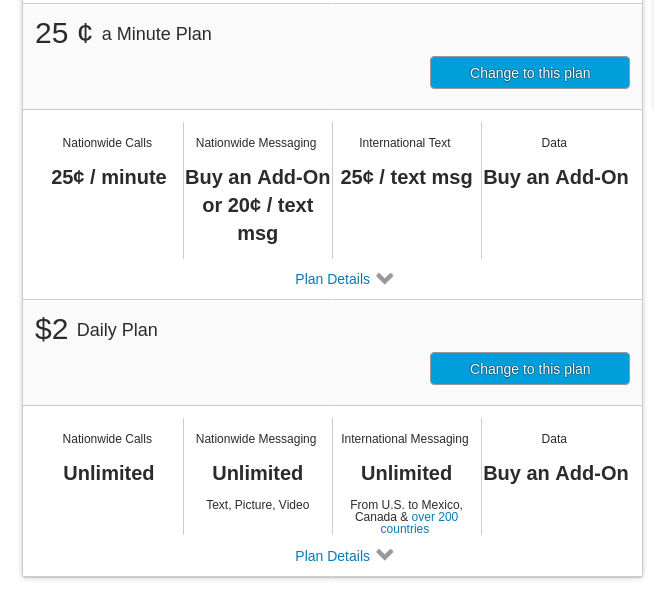 25 ¢ a Minute Plan
Change to this plan
Nationwide Calls
25¢ / minute
Nationwide Messaging
Buy an Add-On
or 20¢ / text
msg
International Text
25¢ / text msg
Data
Buy an Add-On
Plan Details
$2 Daily Plan
Change to this plan
Nationwide Calls
Unlimited
Nationwide Messaging
Unlimited
Text, Picture, Video
International Messaging
Unlimited
From U.S. to Mexico,
Canada & over 200
countries
Data
Buy an Add-On
Plan Details